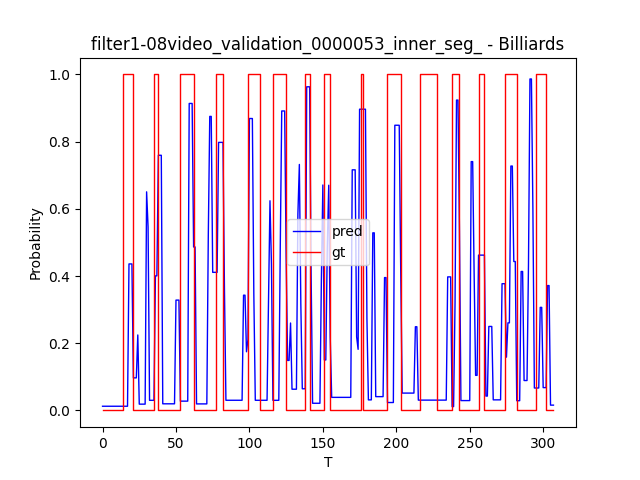 filter1-08video_validation_0000053_inner_seg_ - Billiards
1.0
0.8
0.6
0.4
0.2
0.0
Probability
pred
gt
0 50 100 150 200 250 300
T